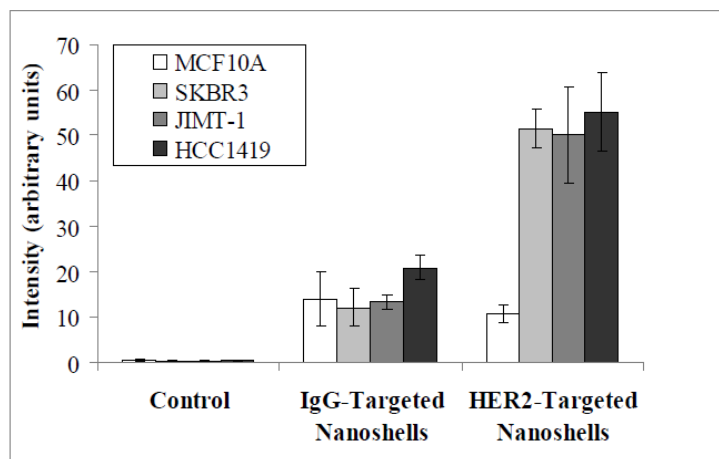 Intensity (arbitrary units)
70
60
50
40
30
20
10
0
MCF10A
SKBR3
JIMT-1
HCC1419
Control
IgG-Targeted
Nanoshells
HER2-Targeted
Nanoshells